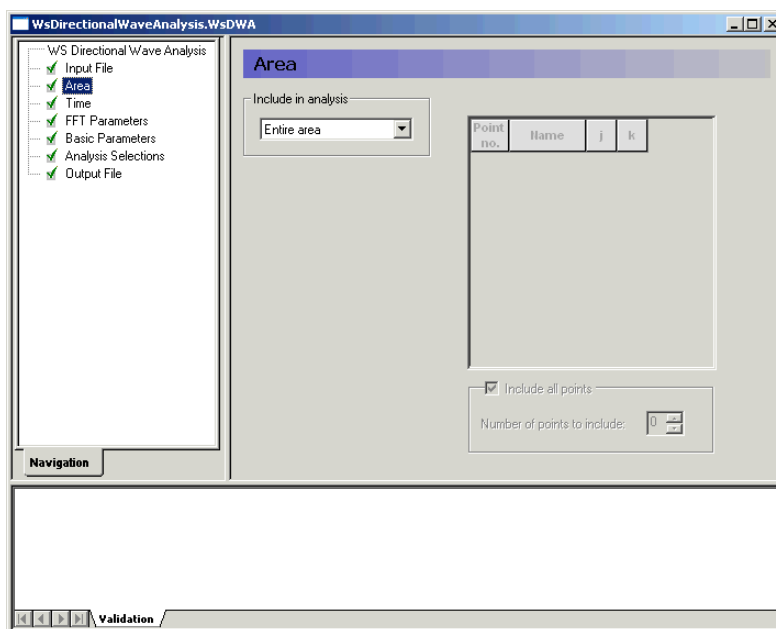 WsDirectionalWaveAnalysis.WsDWA
WS Directional Wave Analysis
Input File
Area
Time
FFT Parameters
Basic Parameters
Analysis Selections
Output File
Navigation
Area
Include in analysis
Entire area
Point no. Name j k
Include all points
Number of points to include: 0
Validation